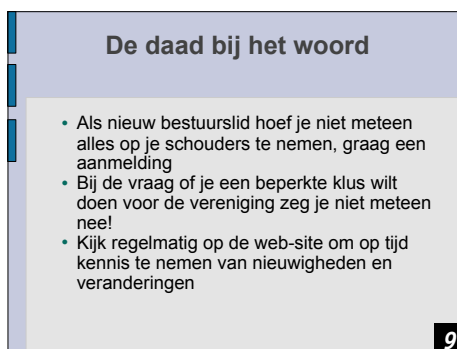 De daad bij het woord
• Als nieuw bestuurslid hoef je niet meteen
alles op je schouders te nemen, graag een
aanmelding
• Bij de vraag of je een beperkte klus wilt
doen voor de vereniging zeg je niet meteen
nee!
• Kijk regelmatig op de web-site om op tijd
kennis te nemen van nieuwigheden en
veranderingen
9